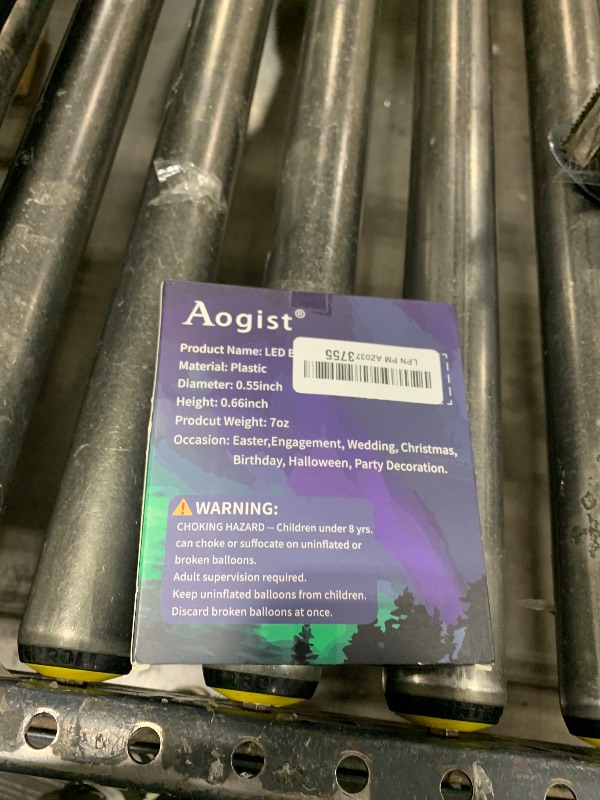 Aogist®
Product Name: LED
LPN PM AZ0373755
Material: Plastic
Diameter: 0.55inch
Height: 0.66inch
Prodcut Weight: 7oz
Occasion: Easter,Engagement, Wedding, Christmas,
Birthday, Halloween, Party Decoration.
WARNING:
CHOKING HAZARD -- Children under 8 yrs.
can choke or suffocate on uninflated or
broken balloons.
Adult supervision required.
Keep uninflated balloons from children.
Discard broken balloons at once.